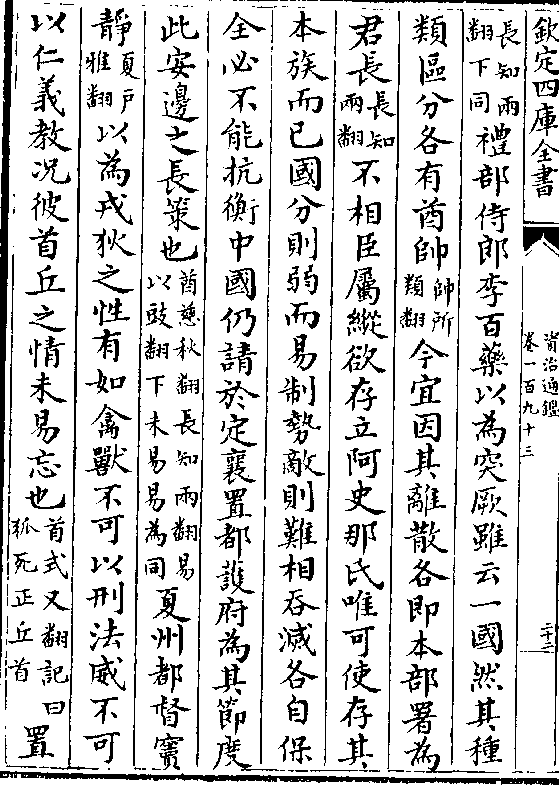 欽定四庫全書
資治通鑑
卷一百九十三
長知兩
翻下同
禮部侍郎李百藥以為突厥雖云一國然其種
類區分各有酋帥
帥所
類翻
今宜因其離散各即本部署為
君長
長知
兩翻
不相臣屬縱欲存立阿史那氏唯可使存其
本族而已國分則弱而易制勢敵則難相吞滅各自保
全必不能抗衡中國仍請於定襄置都護府為其節度
此安邊之長策也
酋慈秋翻長知兩翻易
以豉翻下未易易為同
夏州都督竇
靜
夏戶
雅翻
以為戎狄之性有如禽獸不可以刑法威不可
以仁義教况彼首丘之情未易忘也
首式又翻記曰
狐死正丘首
置